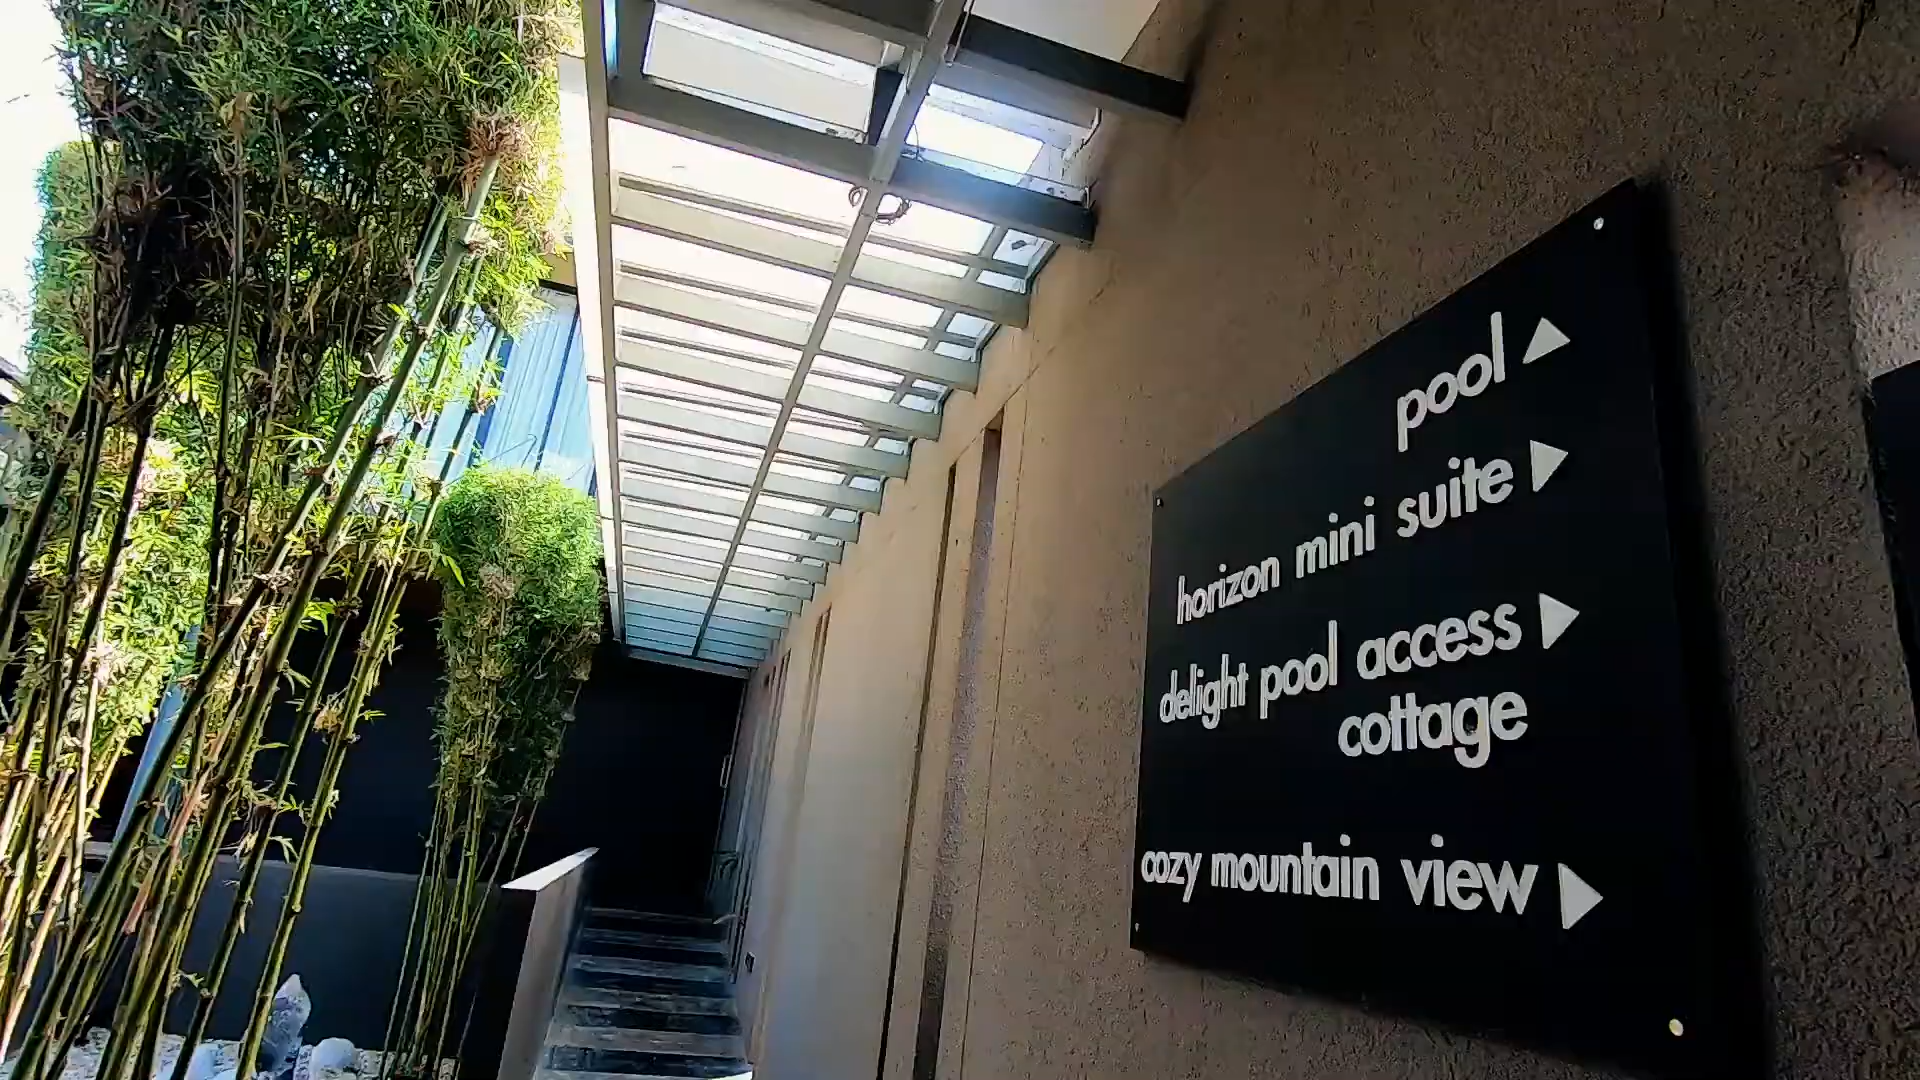 pool ▲
horizon mini suite ▶
delight pool access ▶
cottage
cozy mountain view ▶